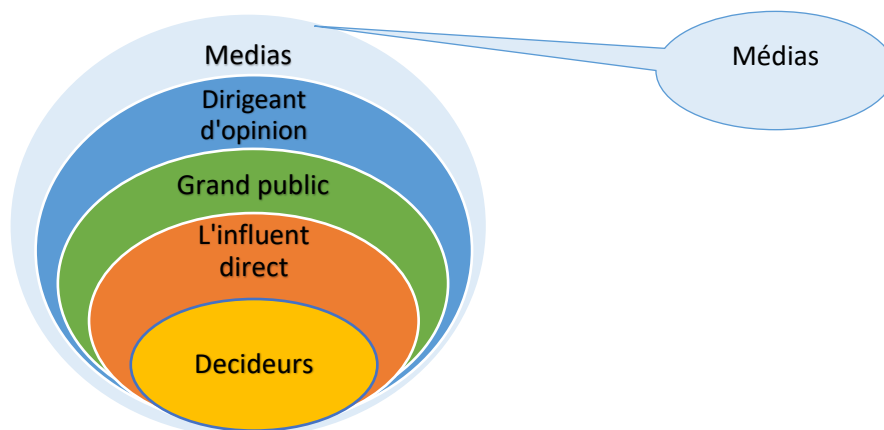 Medias
Médias
Dirigeant
d'opinion
Grand public
L'influent
direct
Decideurs